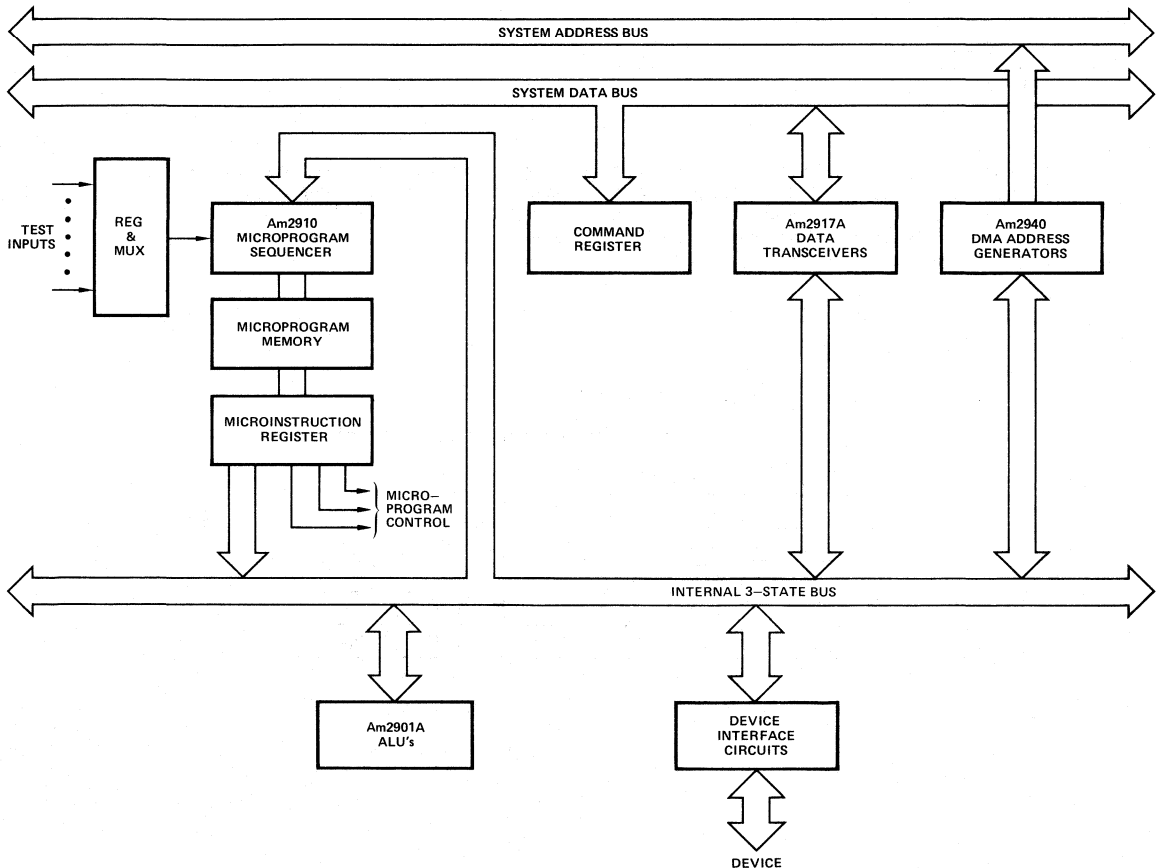 SYSTEM ADDRESS BUS
SYSTEM DATA BUS
TEST
INPUTS
REG
&
MUX
Am2910
MICROPROGRAM
SEQUENCER
COMMAND
REGISTER
Am2917A
DATA
TRANSCEIVERS
Am2940
DMA ADDRESS
GENERATORS
MICROPROGRAM
MEMORY
MICROINSTRUCTION
REGISTER
MICRO–
PROGRAM
CONTROL
INTERNAL 3–STATE BUS
Am2901A
ALU's
DEVICE
INTERFACE
CIRCUITS
DEVICE